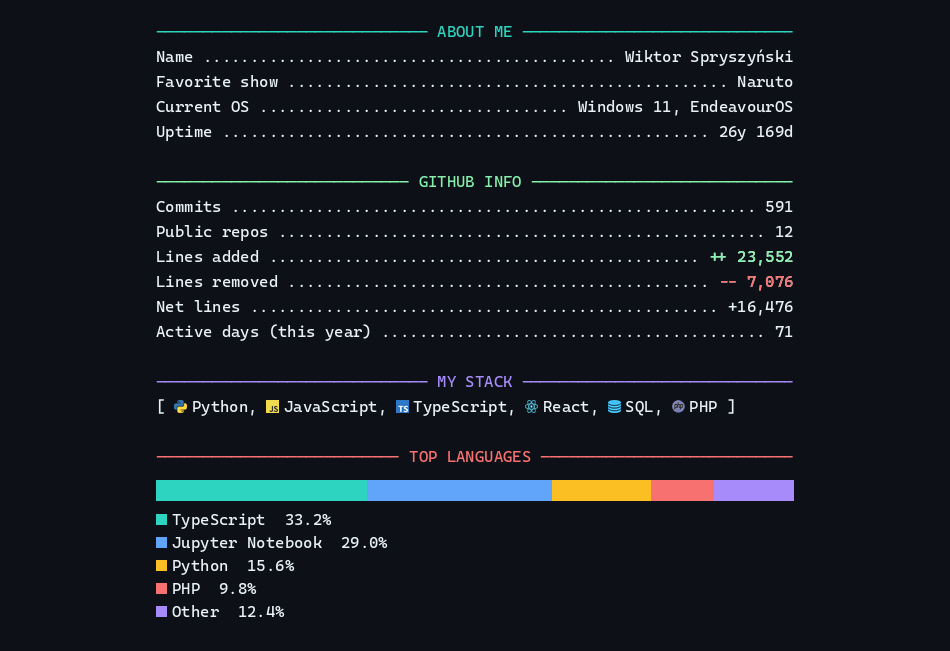 ABOUT ME
Name ............................................ Wiktor Spryszyński
Favorite show ............................................... Naruto
Current OS ................................. Windows 11, EndeavourOS
Uptime .................................................... 26y 169d
GITHUB INFO
Commits ........................................................ 591
Public repos .................................................... 12
Lines added .............................................. ++ 23,552
Lines removed ............................................. -- 7,076
Net lines .................................................. +16,476
Active days (this year) ......................................... 71
MY STACK
[ Python, JS JavaScript, TS TypeScript, React, SQL, php PHP ]
TOP LANGUAGES
TypeScript 33.2%
Jupyter Notebook 29.0%
Python 15.6%
PHP 9.8%
Other 12.4%